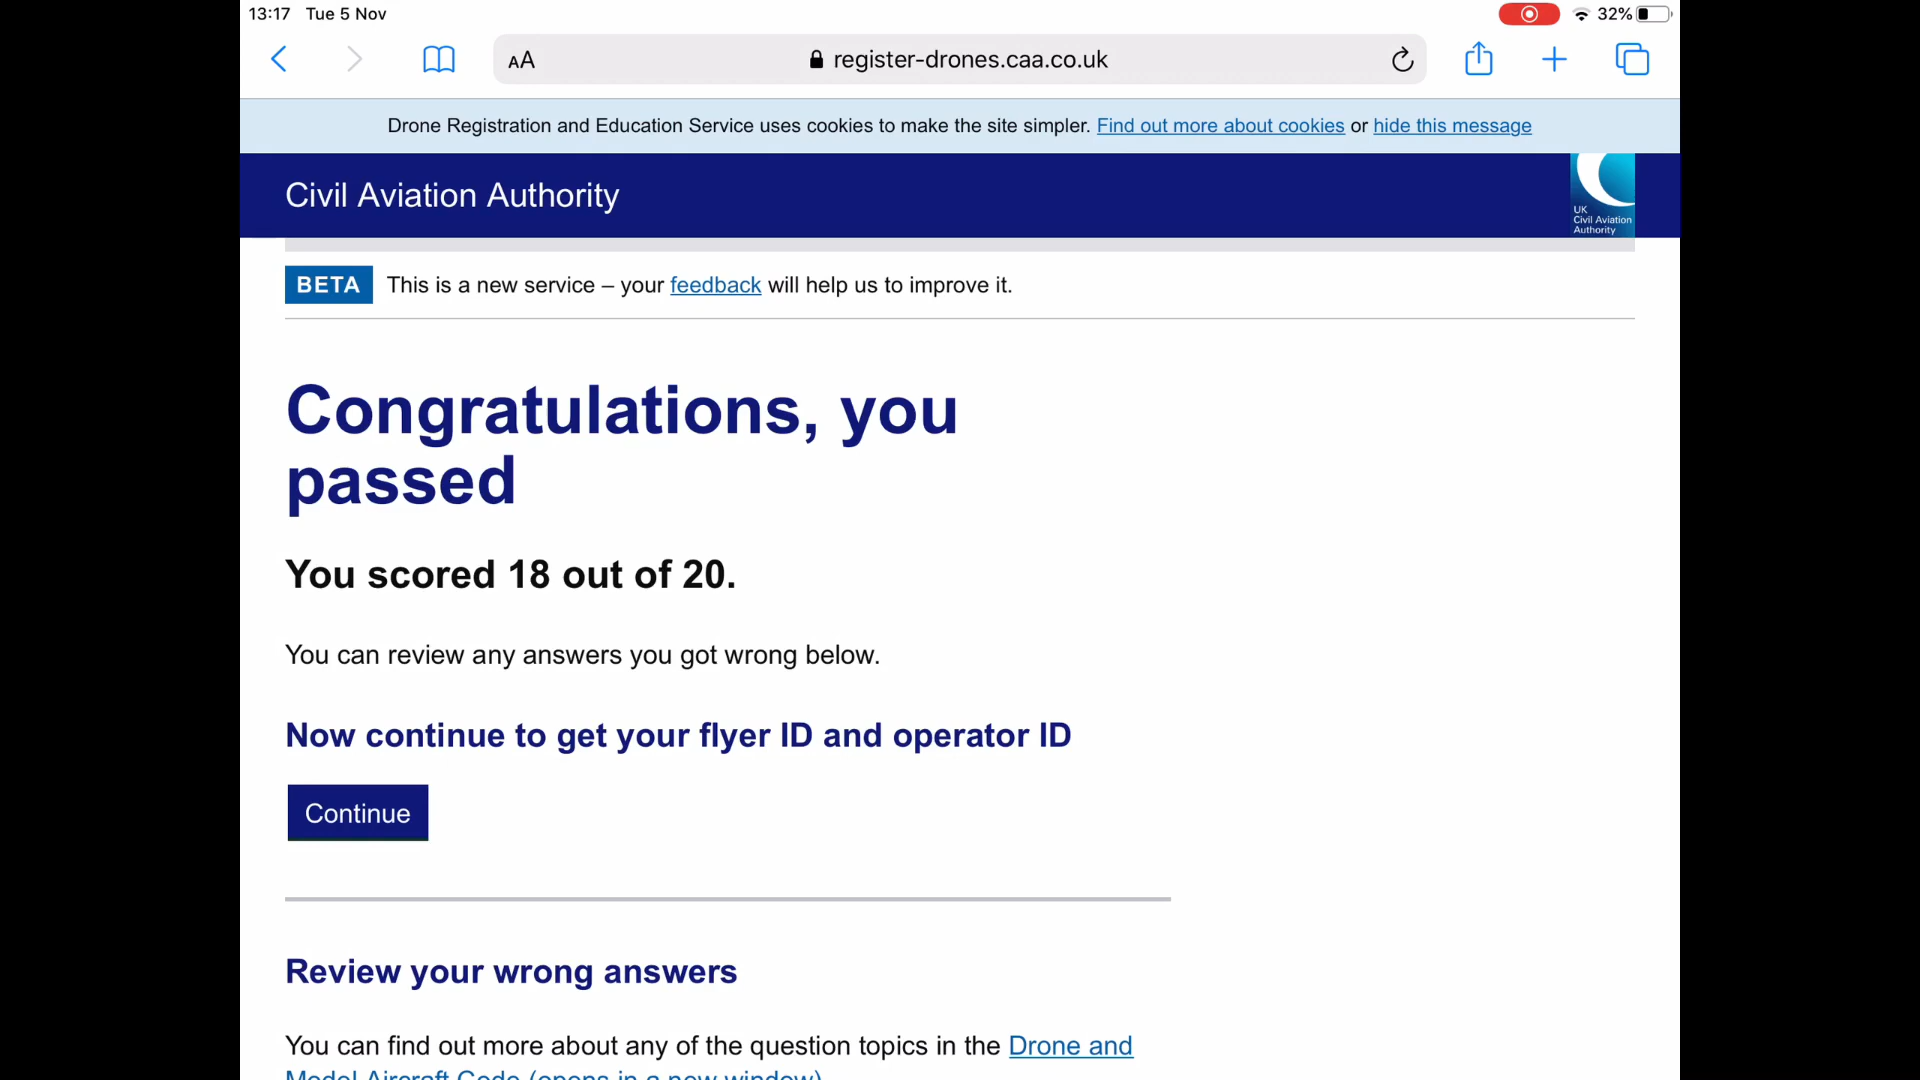 13:17 Tue 5 Nov
32%
AA register-drones.caa.co.uk
Drone Registration and Education Service uses cookies to make the site simpler. Find out more about cookies or hide this message
Civil Aviation Authority
UK
Civil Aviation
Authority
BETA This is a new service – your feedback will help us to improve it.
Congratulations, you
passed
You scored 18 out of 20.
You can review any answers you got wrong below.
Now continue to get your flyer ID and operator ID
Continue
Review your wrong answers
You can find out more about any of the question topics in the Drone and
Model Aircraft Code (opens in a new window)